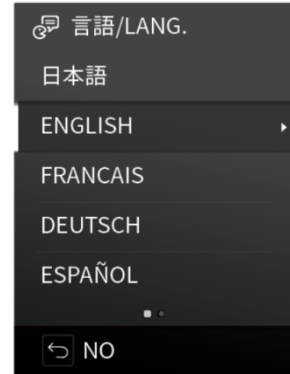 言語/LANG.
日本語
ENGLISH
FRANCAIS
DEUTSCH
ESPAÑOL
NO